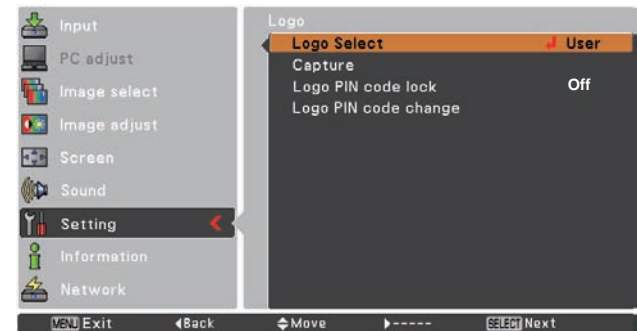 Input
PC adjust
Image select
Image adjust
Screen
Sound
Setting
Information
Network
Logo
Logo Select User
Capture
Logo PIN code lock Off
Logo PIN code change
MENU Exit Back Move ----- SELECT Next